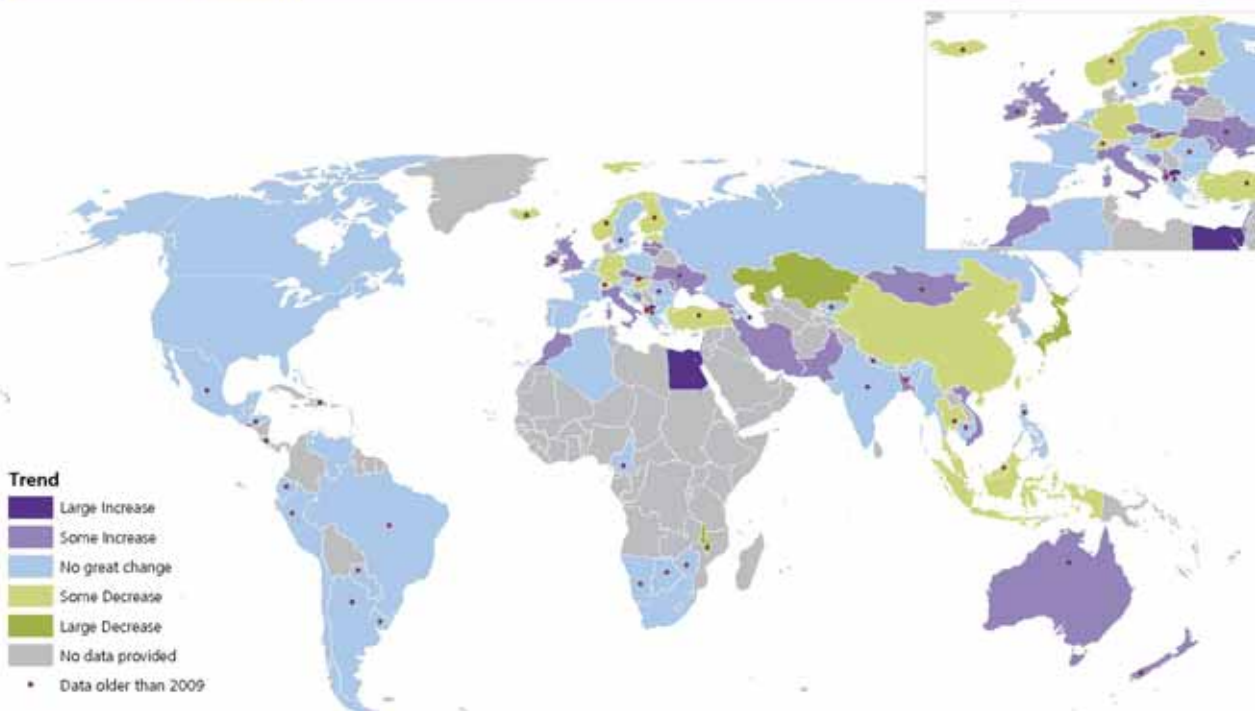 Trend
Large Increase
Some Increase
No great change
Some Decrease
Large Decrease
No data provided
Data older than 2009